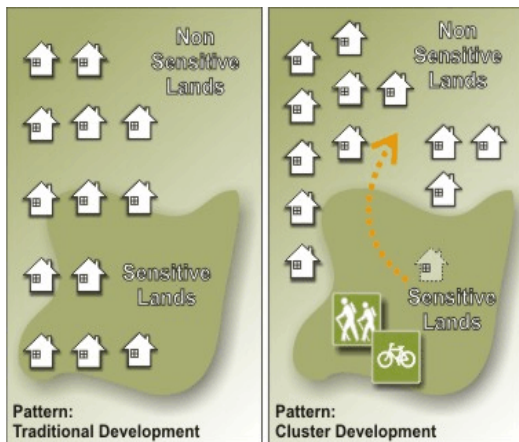 Non
Sensitive
Lands
Sensitive
Lands
Pattern:
Traditional Development
Non
Sensitive
Lands
Sensitive
Lands
Pattern:
Cluster Development